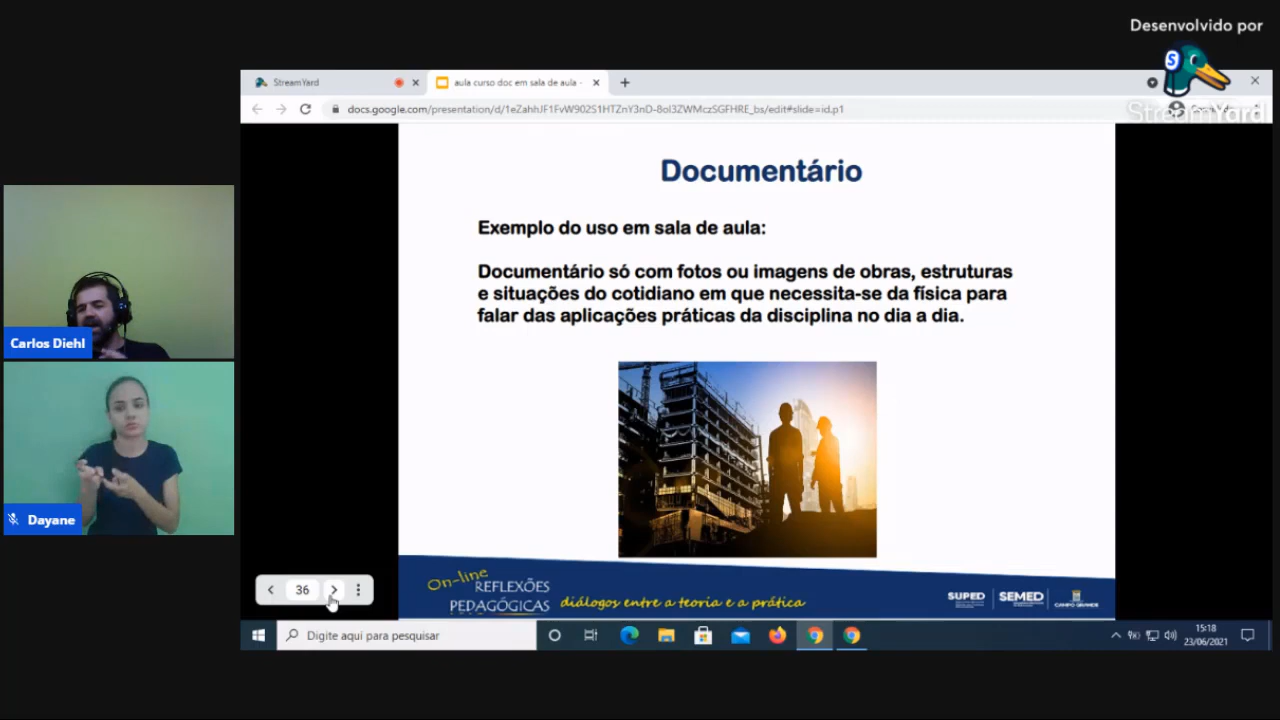 Desenvolvido por
S
StreamYard
StreamYard
aula curso doc em sala de aula -
docs.google.com/presentation/d/1eZahhJF1FvW902S1HTZnY3nD-8oI3ZWMczSGFHRE_bs/edit#slide=id.p1
Documentário
Exemplo do uso em sala de aula:
Documentário só com fotos ou imagens de obras, estruturas
e situações do cotidiano em que necessita-se da física para
falar das aplicações práticas da disciplina no dia a dia.
Carlos Diehl
Dayane
36
On-line
REFLEXÕES
PEDAGÓGICAS
diálogos entre a teoria e a prática
SUPED
SEMED
CAMPO GRANDE
Digite aqui para pesquisar
15:18
23/06/2021